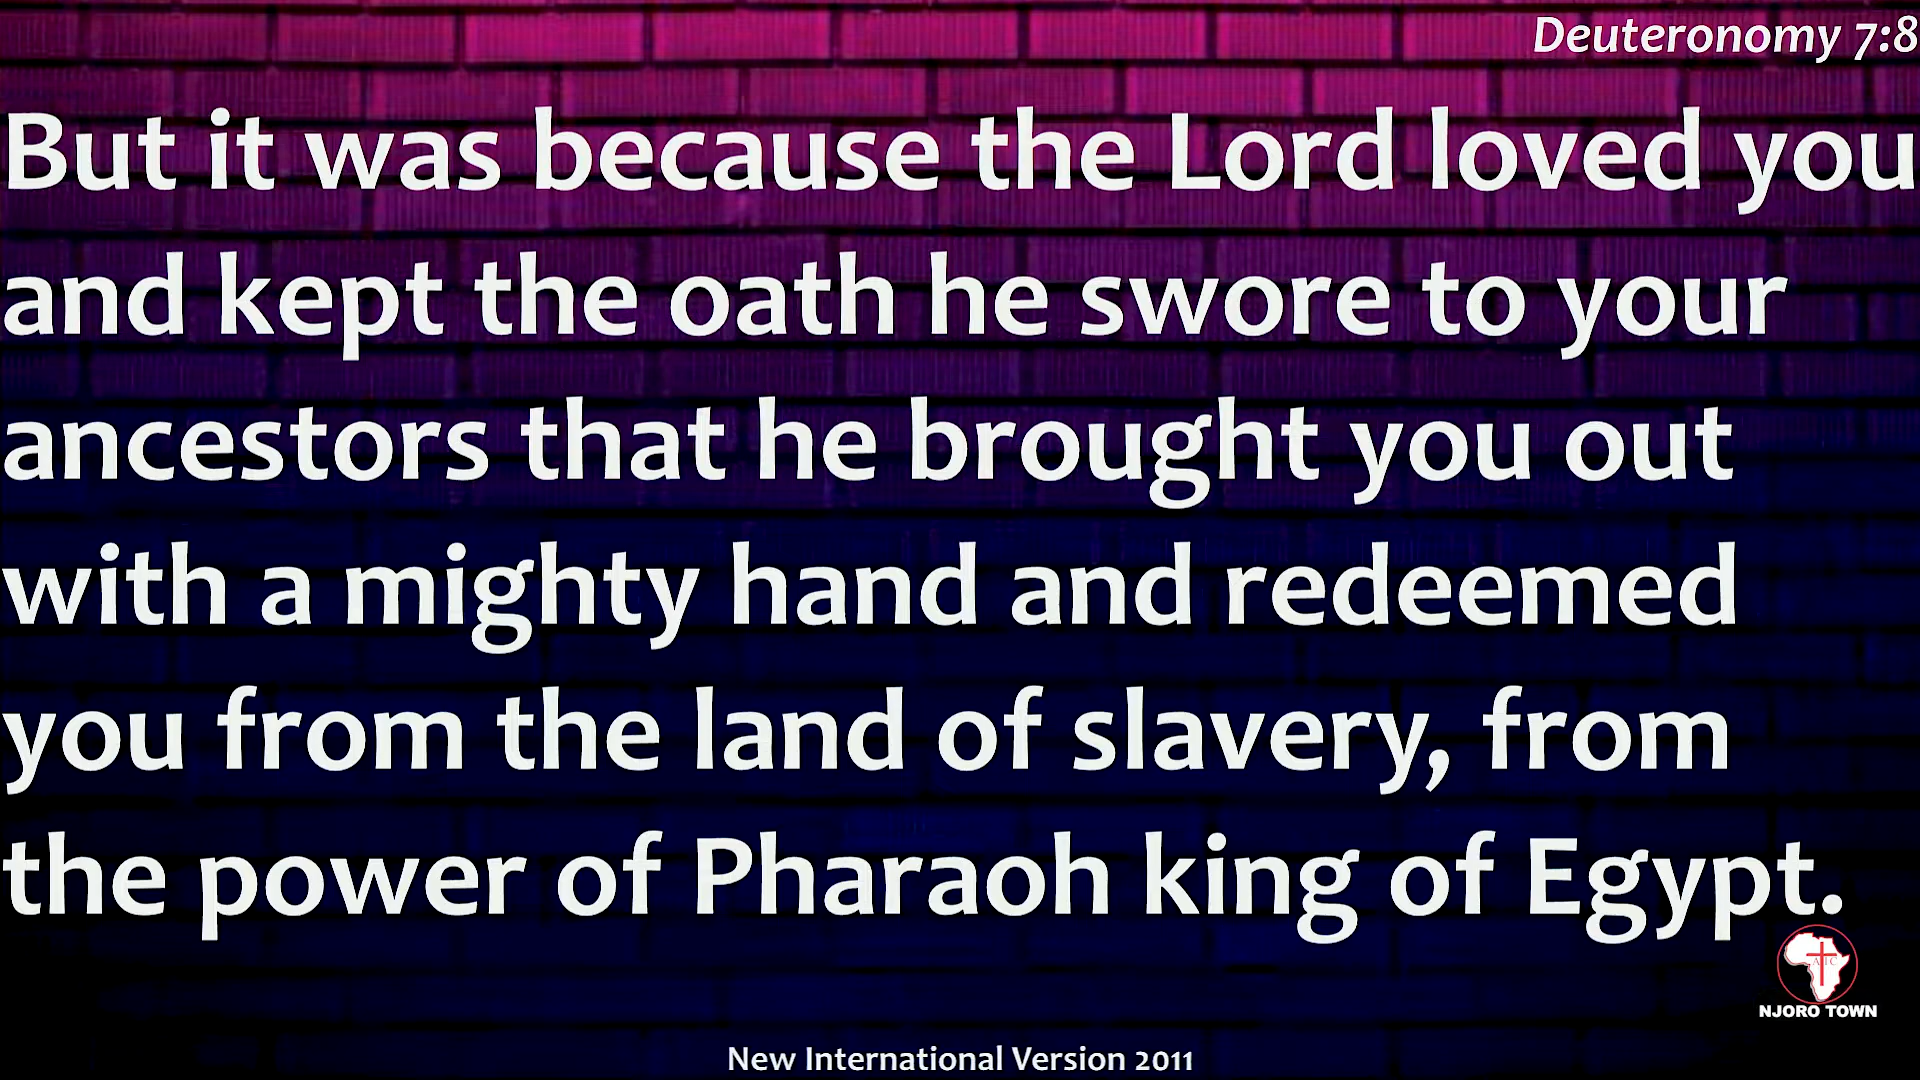 Deuteronomy 7:8
But it was because the Lord loved you
and kept the oath he swore to your
ancestors that he brought you out
with a mighty hand and redeemed
you from the land of slavery, from
the power of Pharaoh king of Egypt.
AIC
NJORO TOWN
New International Version 2011